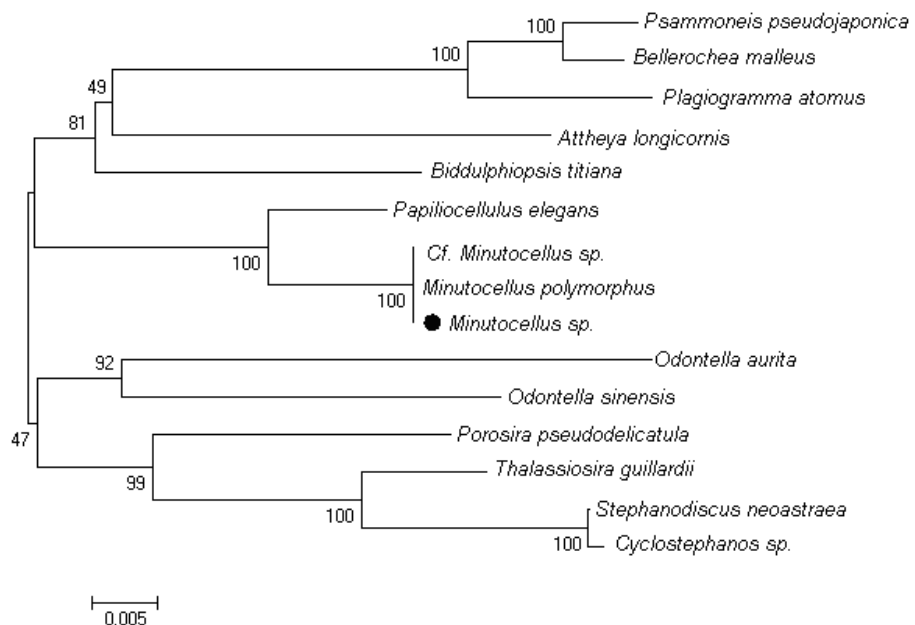 Psammoneis pseudojaponica
100
Bellerochea malleus
100
Plagiogramma atomus
49
Attheya longicornis
81
Biddulphiopsis titiana
Papiliocellulus elegans
Cf. Minutocellus sp.
100
Minutocellus polymorphus
100
Minutocellus sp.
Odontella aurita
92
Odontella sinensis
47
Porosira pseudodelicatula
99
Thalassiosira guillardii
100
Stephanodiscus neoastraea
100
Cyclostephanos sp.
0.005